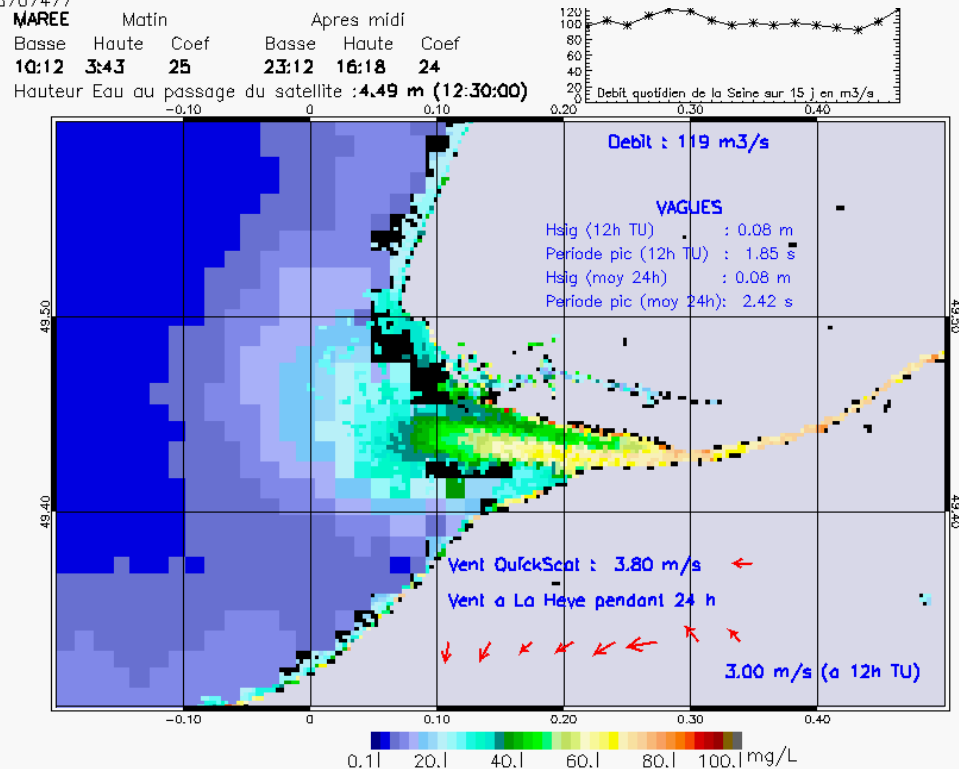 MAREE Matin Apres midi
Basse Haute Coef Basse Haute Coef
10:12 3:43 25 23:12 16:18 24
Hauteur Eau au passage du satellite :4.49 m (12:30:00)
120
100
80
60
40
20
0
Debit quotidien de la Seine sur 15 j en m3/s
-0.10 0 0.10 0.20 0.30 0.40
Debit : 119 m3/s
VAGUES
Hsig (12h TU) : 0.08 m
Periode pic (12h TU) : 1.85 s
Hsig (moy 24h) : 0.08 m
Periode pic (moy 24h): 2.42 s
49.50 49.50
49.40 49.40
Vent QuickScat : 3.80 m/s
Vent a La Heve pendant 24 h
3.00 m/s (a 12h TU)
-0.10 0 0.10 0.20 0.30 0.40
0.1 20. 40. 60. 80. 100. mg/L